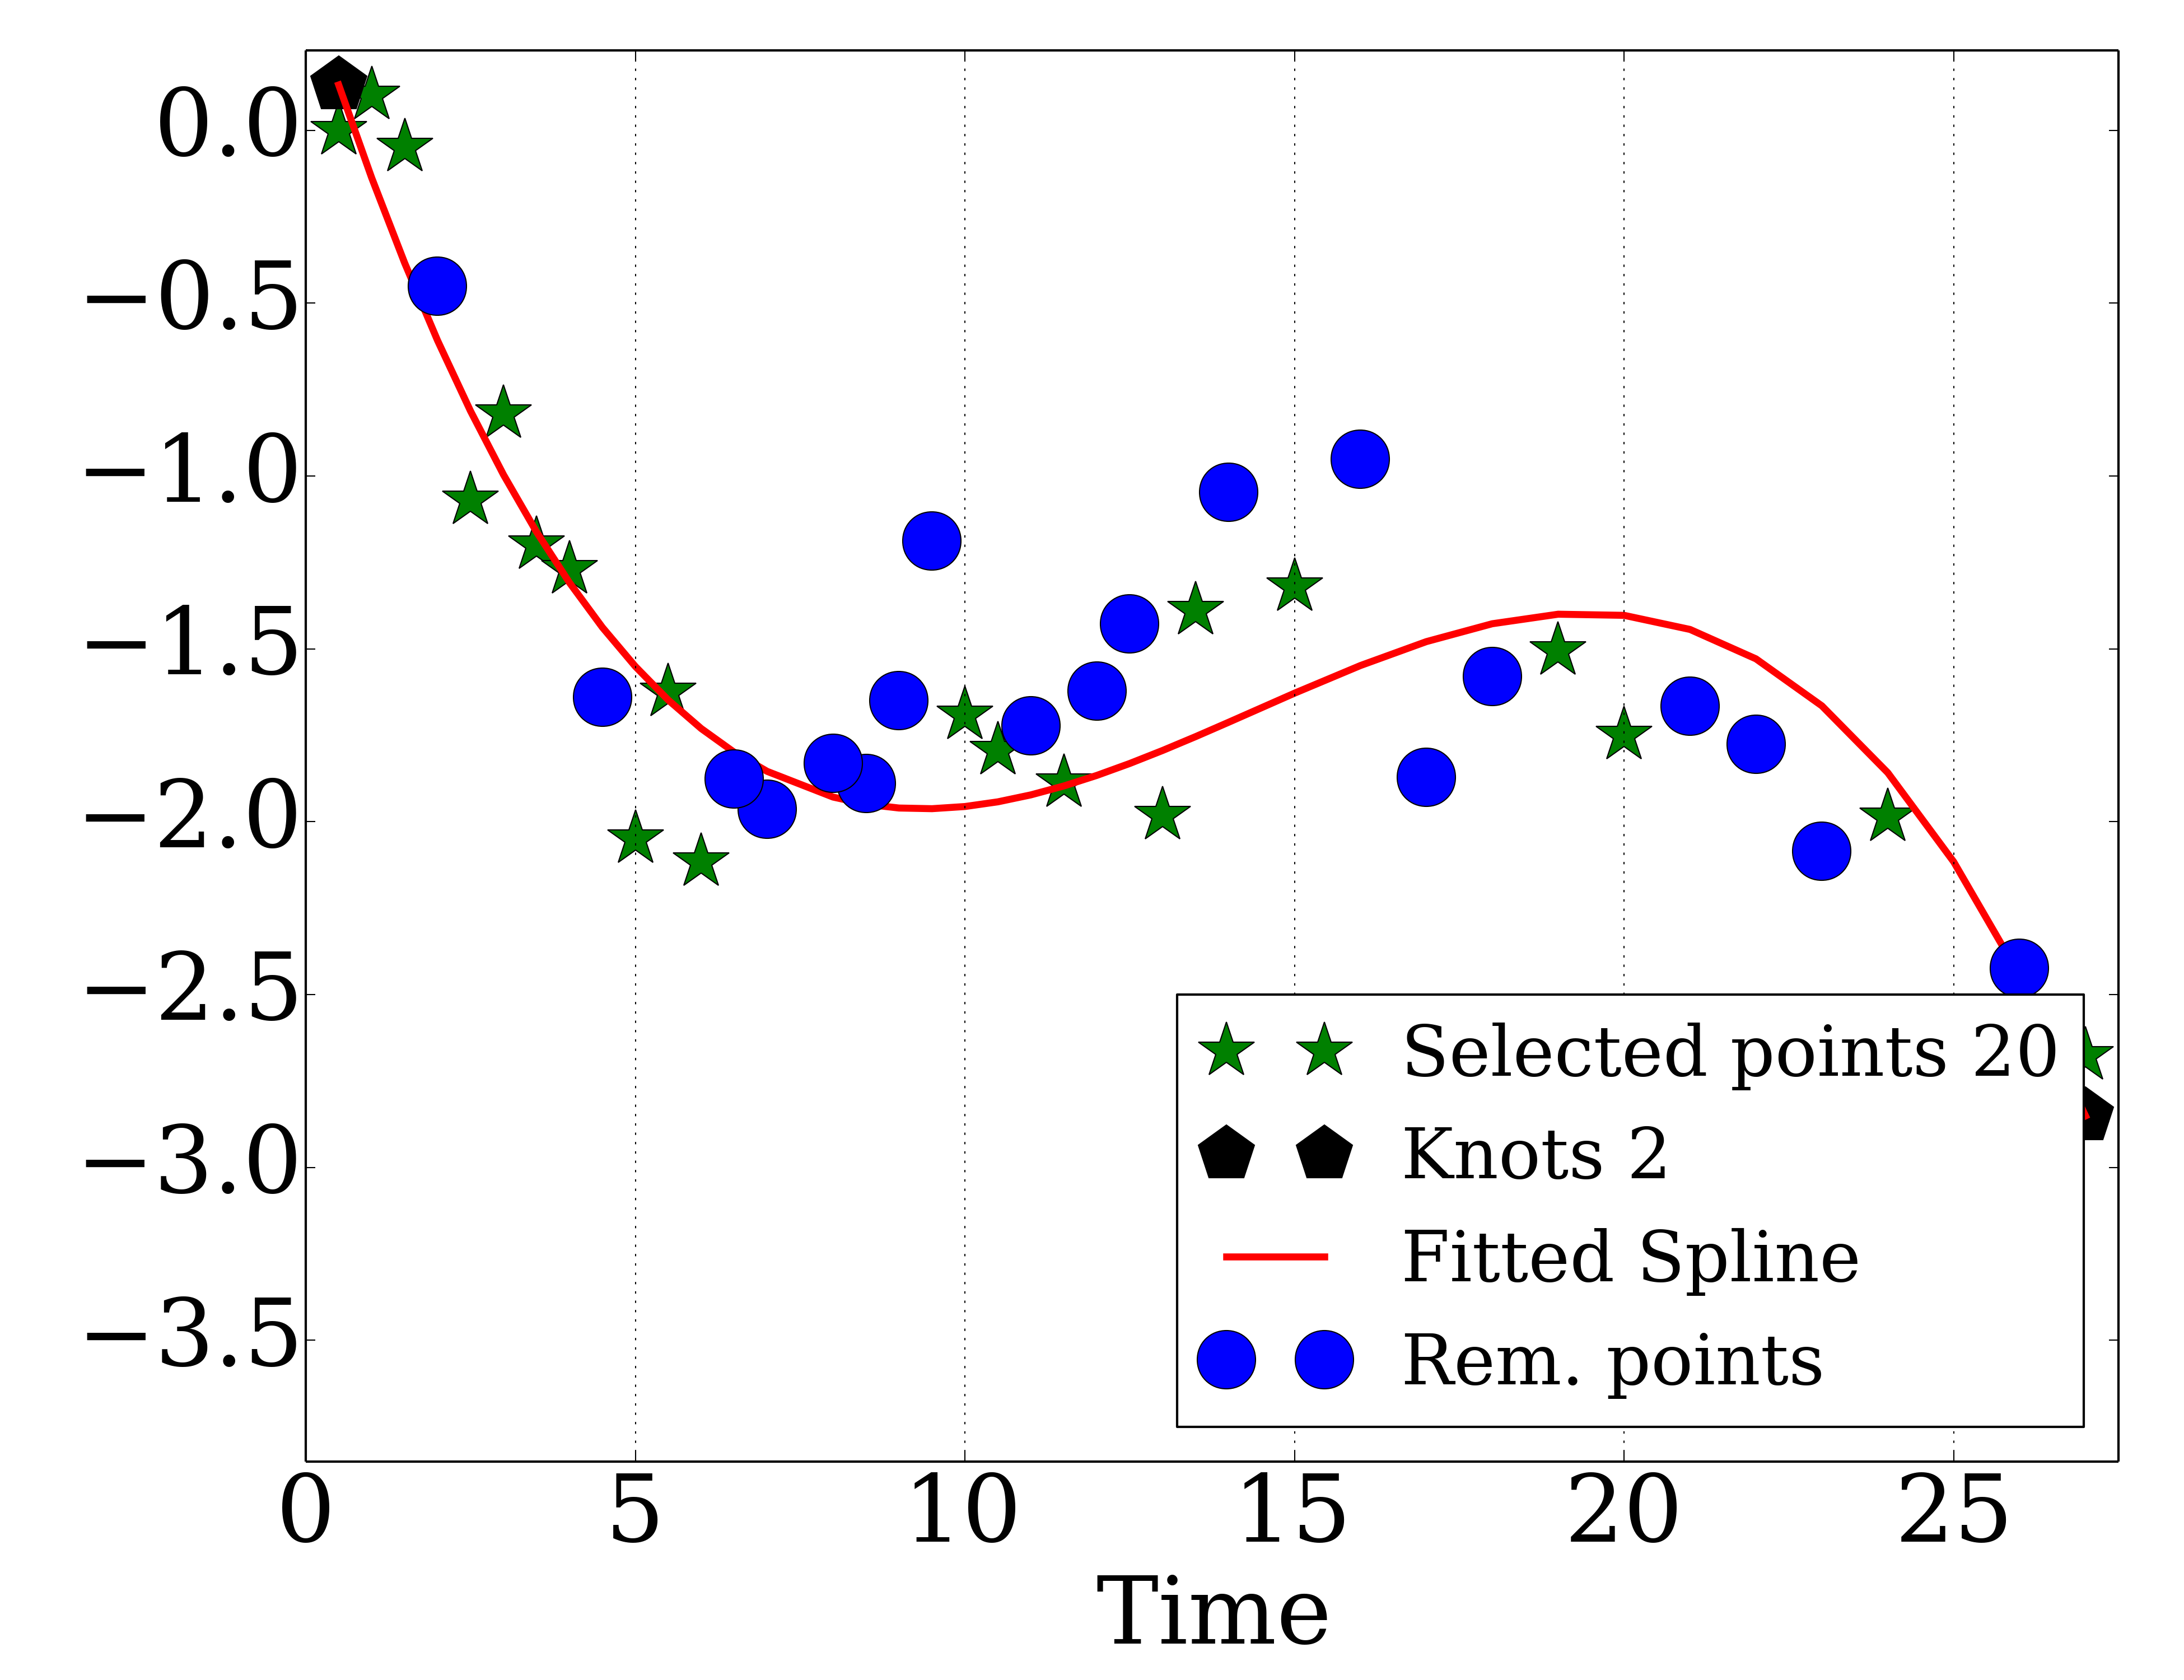 0.0
−0.5
−1.0
−1.5
−2.0
−2.5
−3.0
−3.5
Selected points 20
Knots 2
Fitted Spline
Rem. points
0 5 10 15 20 25
Time